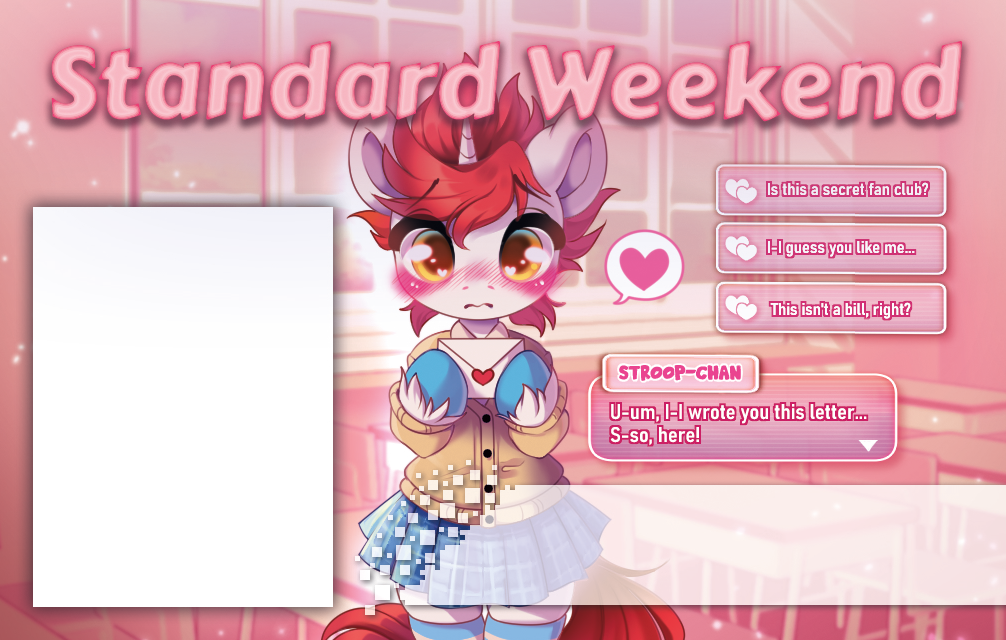 Standard Weekend
Is this a secret fan club?
I-I guess you like me...
This isn't a bill, right?
STROOP-CHAN
U-um, I-I wrote you this letter...
S-so, here!